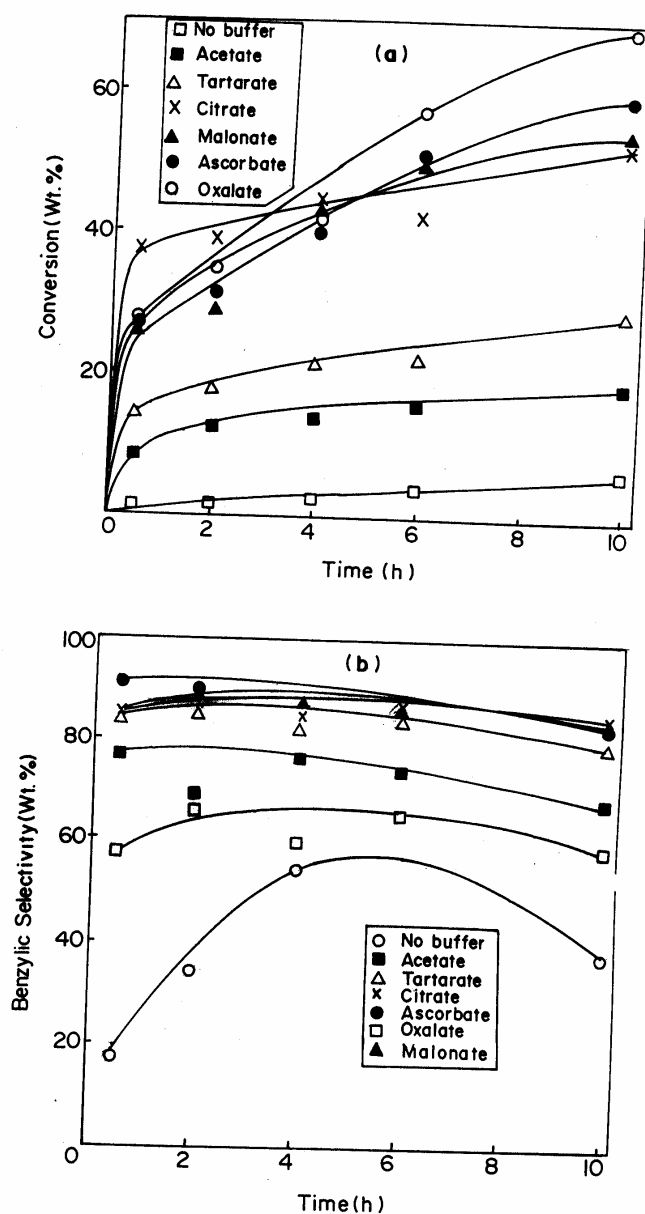 (a)
□ No buffer
■ Acetate
△ Tartarate
× Citrate
▲ Malonate
● Ascorbate
○ Oxalate
60
40
20
0
2
4
6
8
10
Conversion (Wt.%)
Time (h)
(b)
100
80
60
40
20
0
2
4
6
8
10
○ No buffer
■ Acetate
△ Tartarate
× Citrate
● Ascorbate
□ Oxalate
▲ Malonate
Benzylic Selectivity (Wt.%)
Time (h)